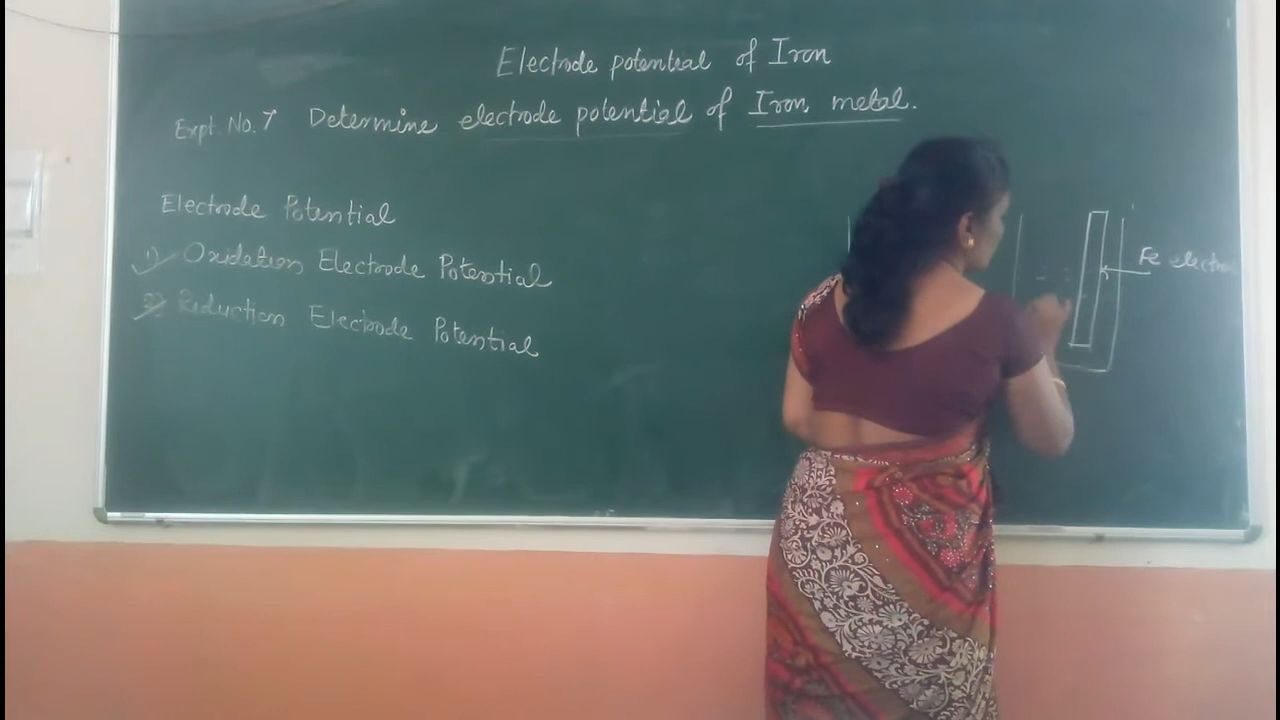 Electrode potential of Iron
Expt. No. 7 Determine electrode potential of Iron metal.
Electrode Potential
1) Oxidation Electrode Potential
2) Reduction Electrode Potential
Fe electro